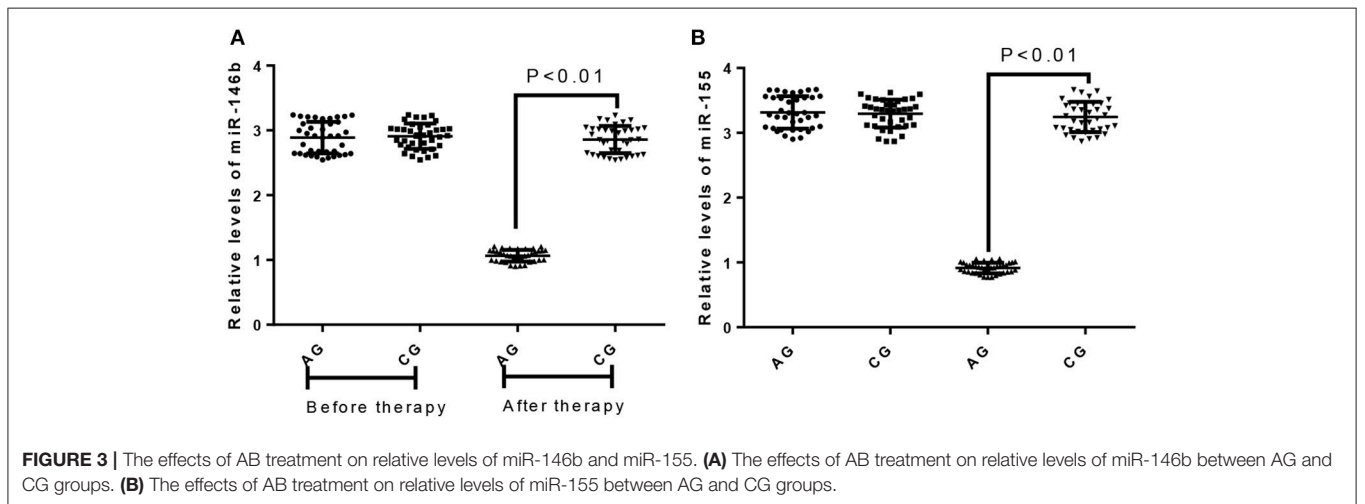 A
Relative levels of miR-146b
4
3
2
1
0
P<0.01
AG
CG
AG
CG
Before therapy
After therapy
B
Relative levels of miR-155
4
3
2
1
0
P<0.01
AG
CG
AG
CG
FIGURE 3 | The effects of AB treatment on relative levels of miR-146b and miR-155. (A) The effects of AB treatment on relative levels of miR-146b between AG and
CG groups. (B) The effects of AB treatment on relative levels of miR-155 between AG and CG groups.